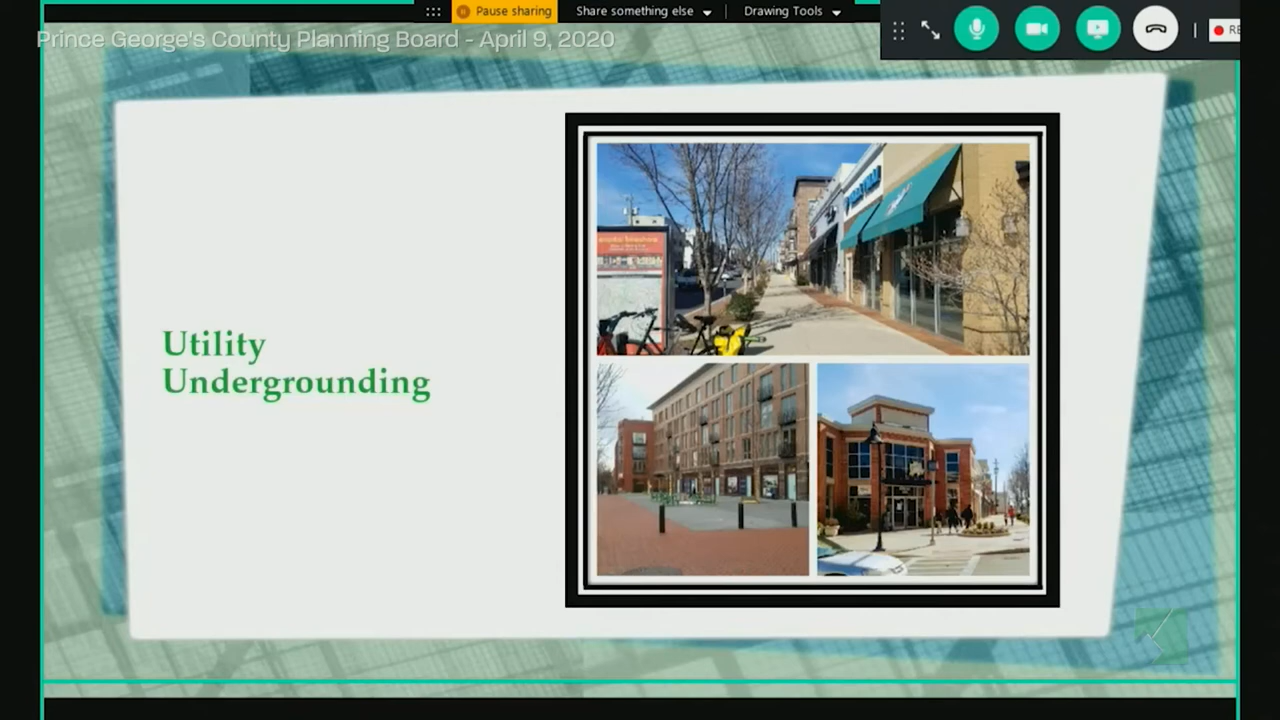 Pause sharing
Share something else
Drawing Tools
Prince George's County Planning Board - April 9, 2020
Utility
Undergrounding